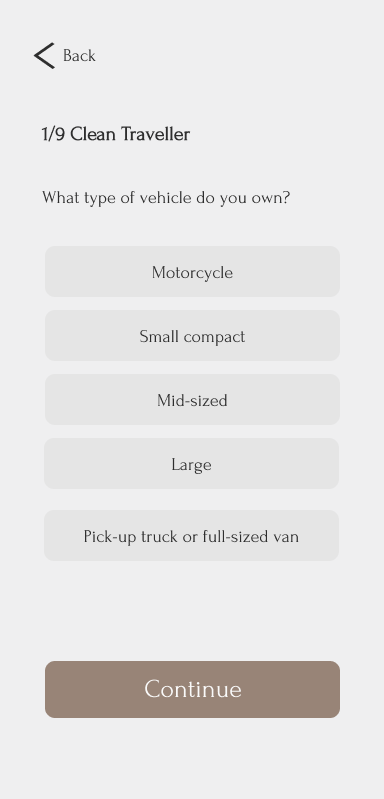 Back
1/9 Clean Traveller
What type of vehicle do you own?
Motorcycle
Small compact
Mid-sized
Large
Pick-up truck or full-sized van
Continue